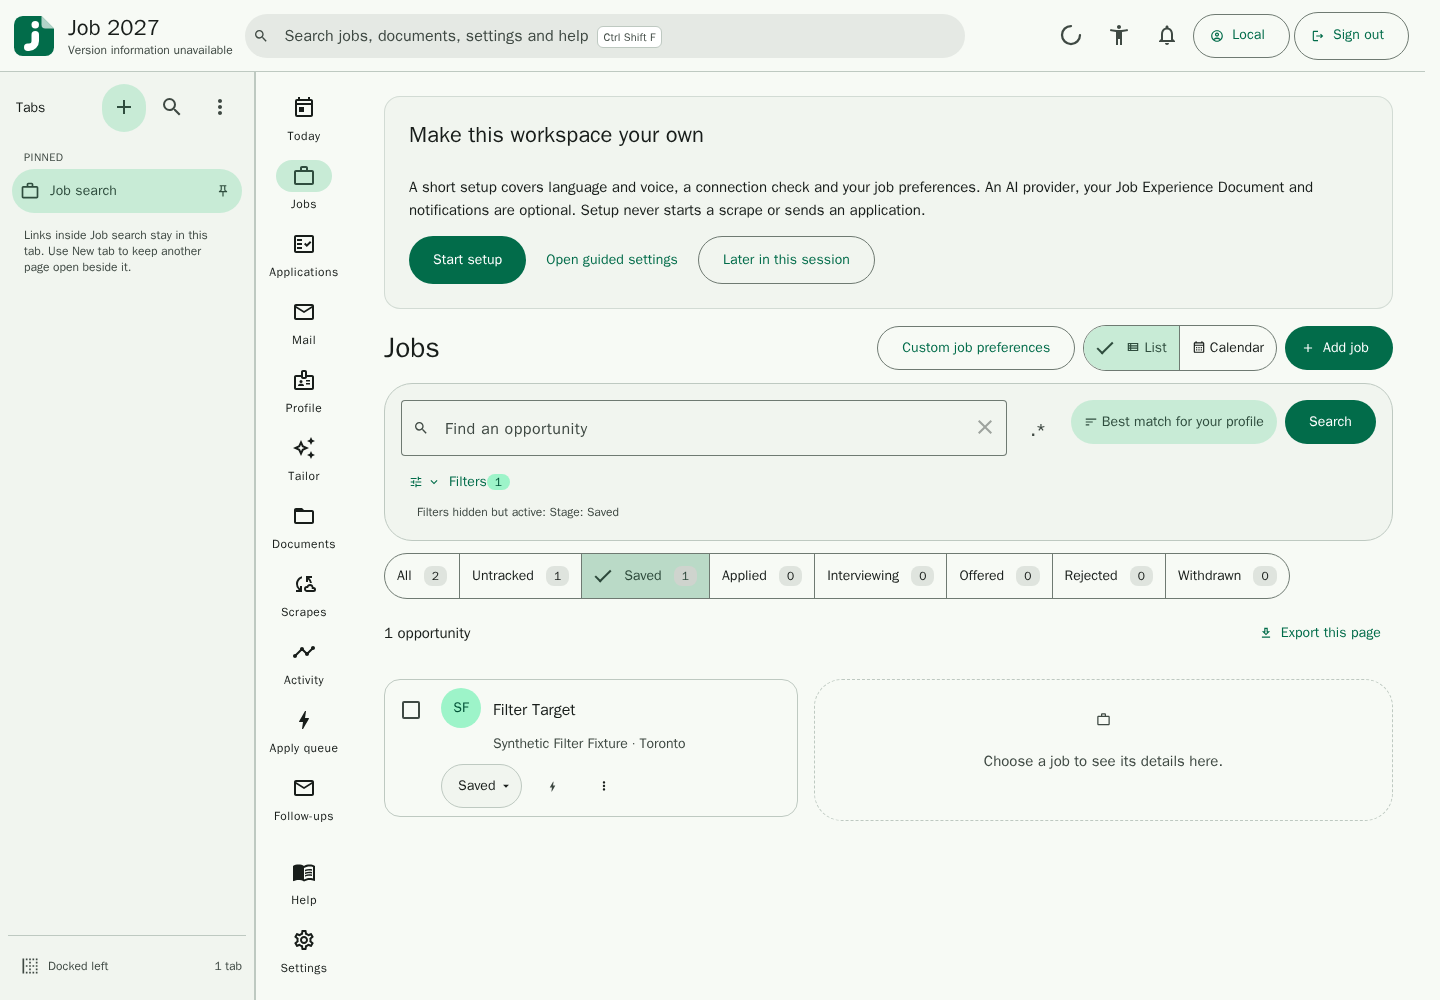 Job 2027
Version information unavailable
Search jobs, documents, settings and help Ctrl Shift F
Local
Sign out
Tabs
PINNED
Job search
Links inside Job search stay in this
tab. Use New tab to keep another
page open beside it.
Docked left
1 tab
Today
Jobs
Applications
Mail
Profile
Tailor
Documents
Scrapes
Activity
Apply queue
Follow-ups
Help
Settings
Make this workspace your own
A short setup covers language and voice, a connection check and your job preferences. An AI provider, your Job Experience Document and
notifications are optional. Setup never starts a scrape or sends an application.
Start setup
Open guided settings
Later in this session
Jobs
Custom job preferences
List
Calendar
Add job
Find an opportunity
.*
Best match for your profile
Search
Filters 1
Filters hidden but active: Stage: Saved
All 2
Untracked 1
Saved 1
Applied 0
Interviewing 0
Offered 0
Rejected 0
Withdrawn 0
1 opportunity
Export this page
SF
Filter Target
Synthetic Filter Fixture · Toronto
Saved
Choose a job to see its details here.